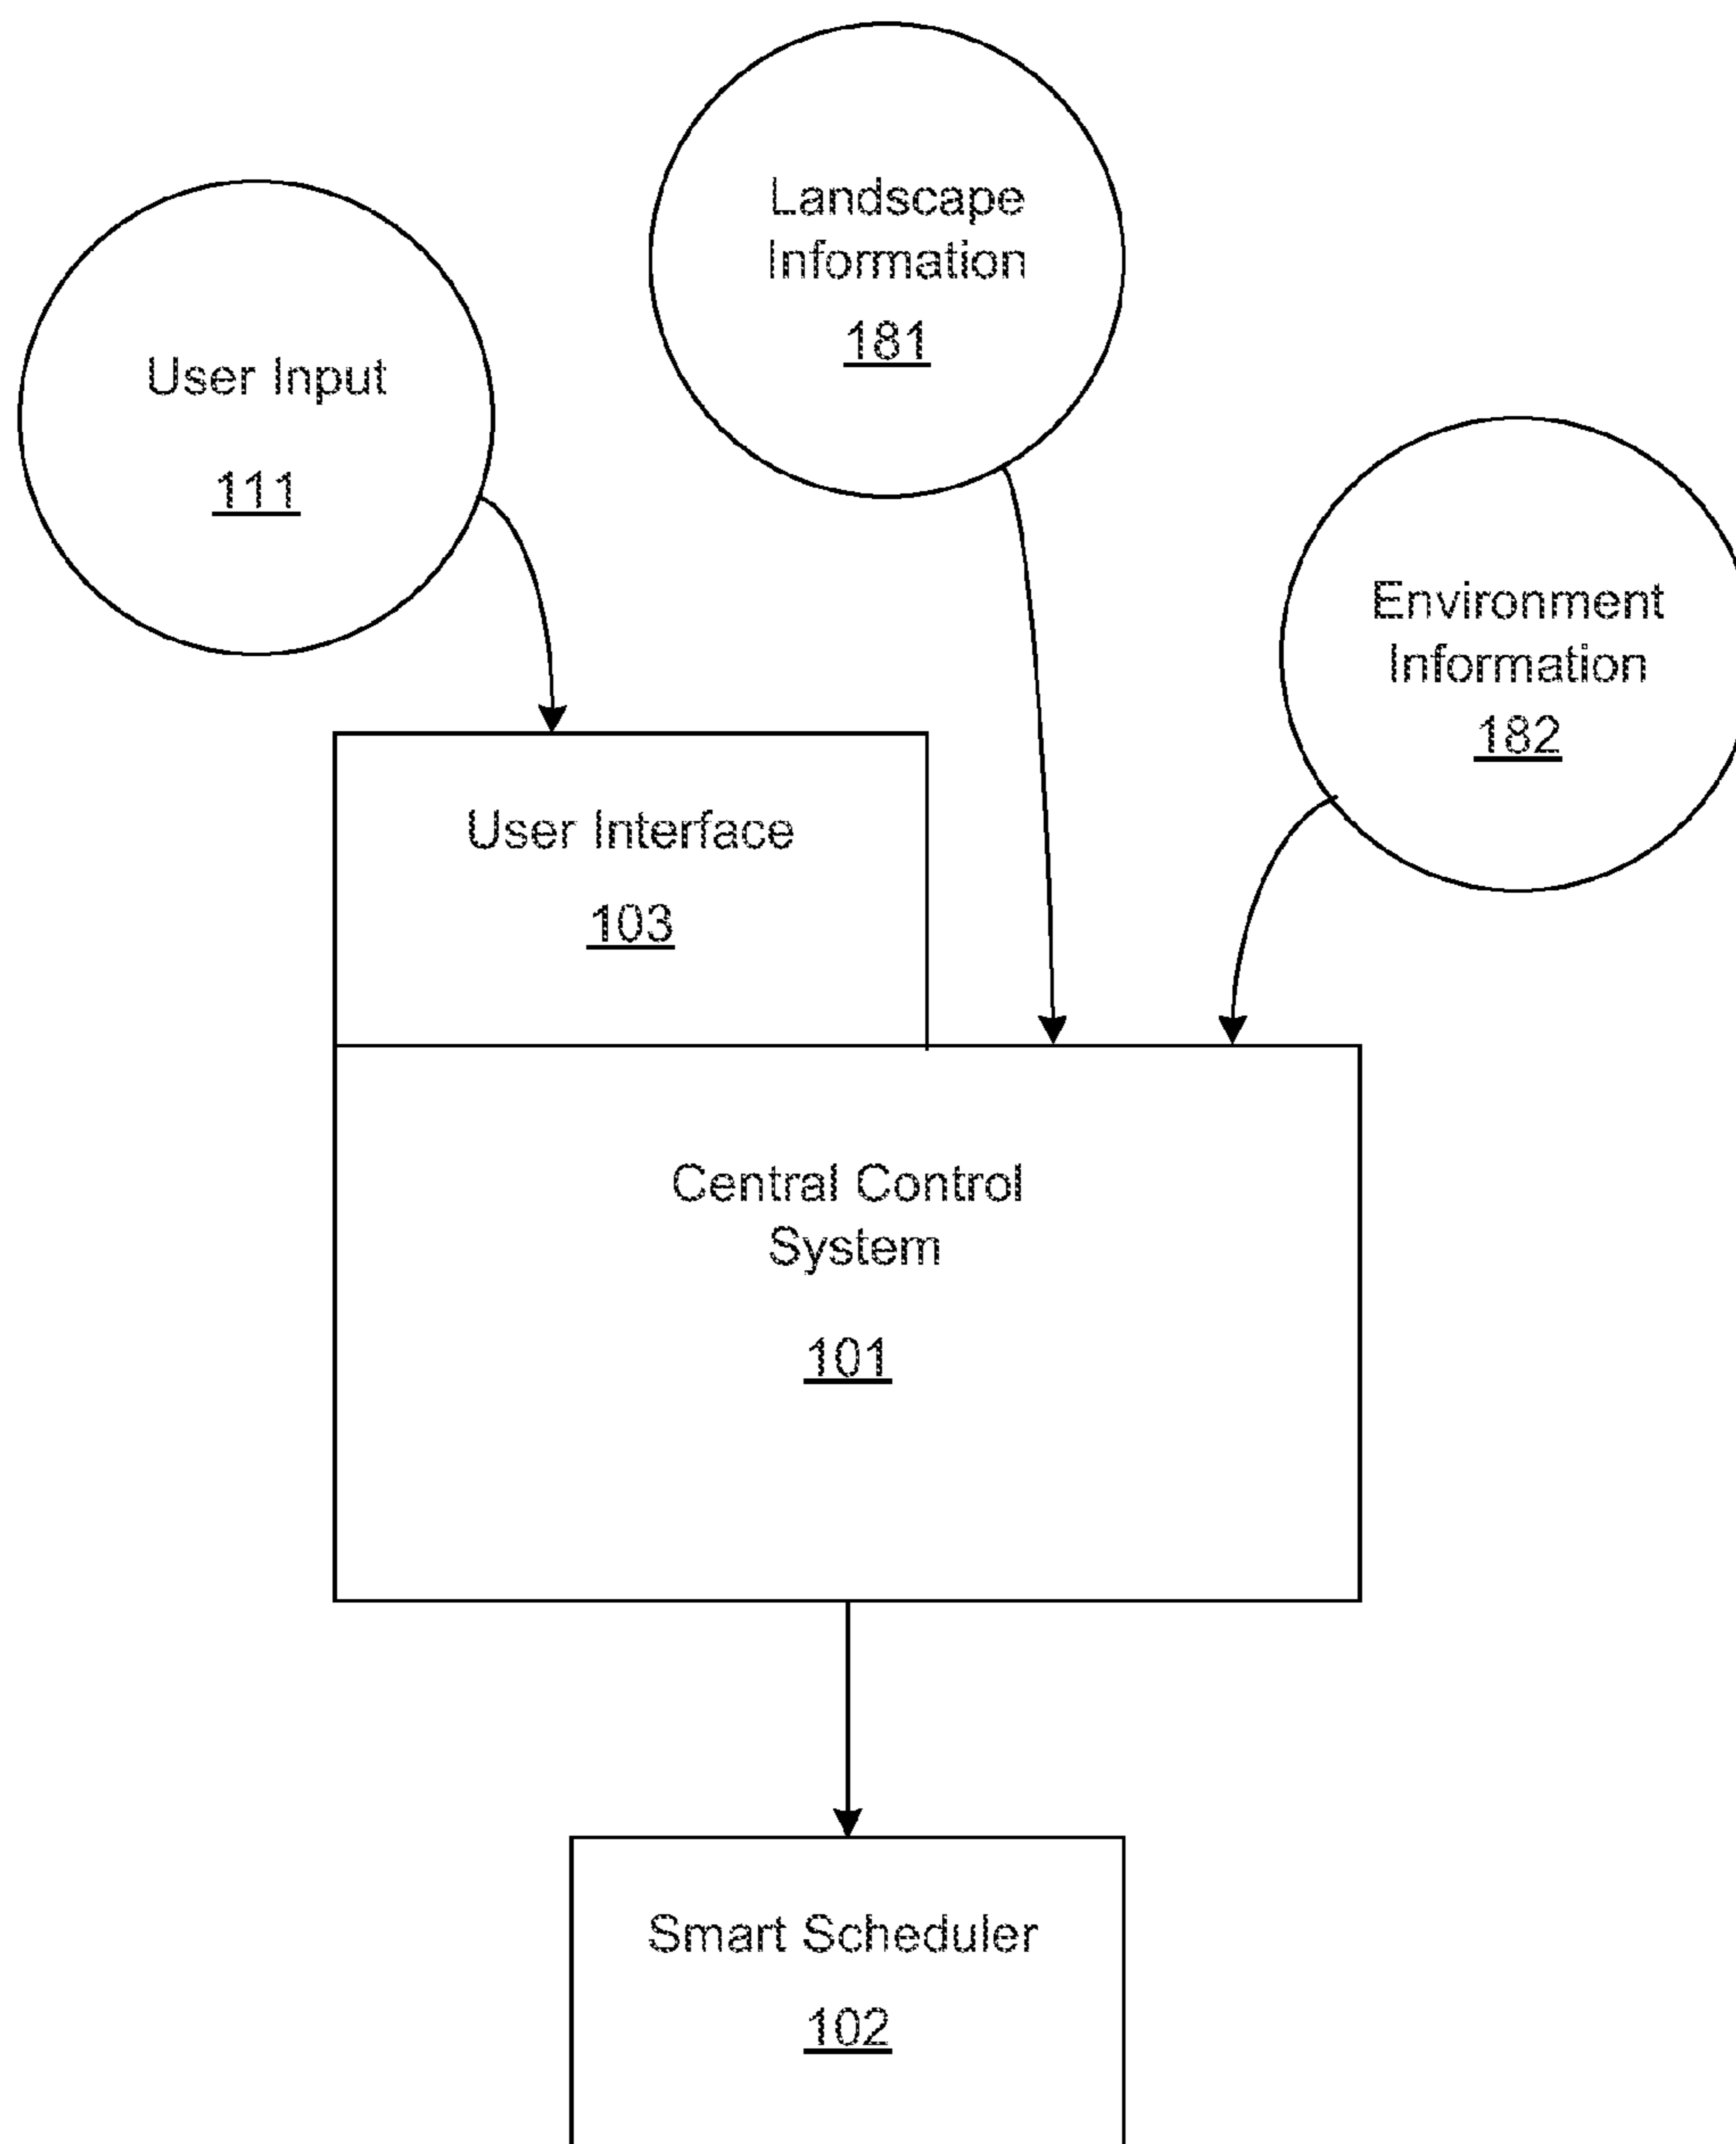 Landscape
Information
181
User Input
111
Environment
Information
182
User Interface
103
Central Control
System
101
Smart Scheduler
102